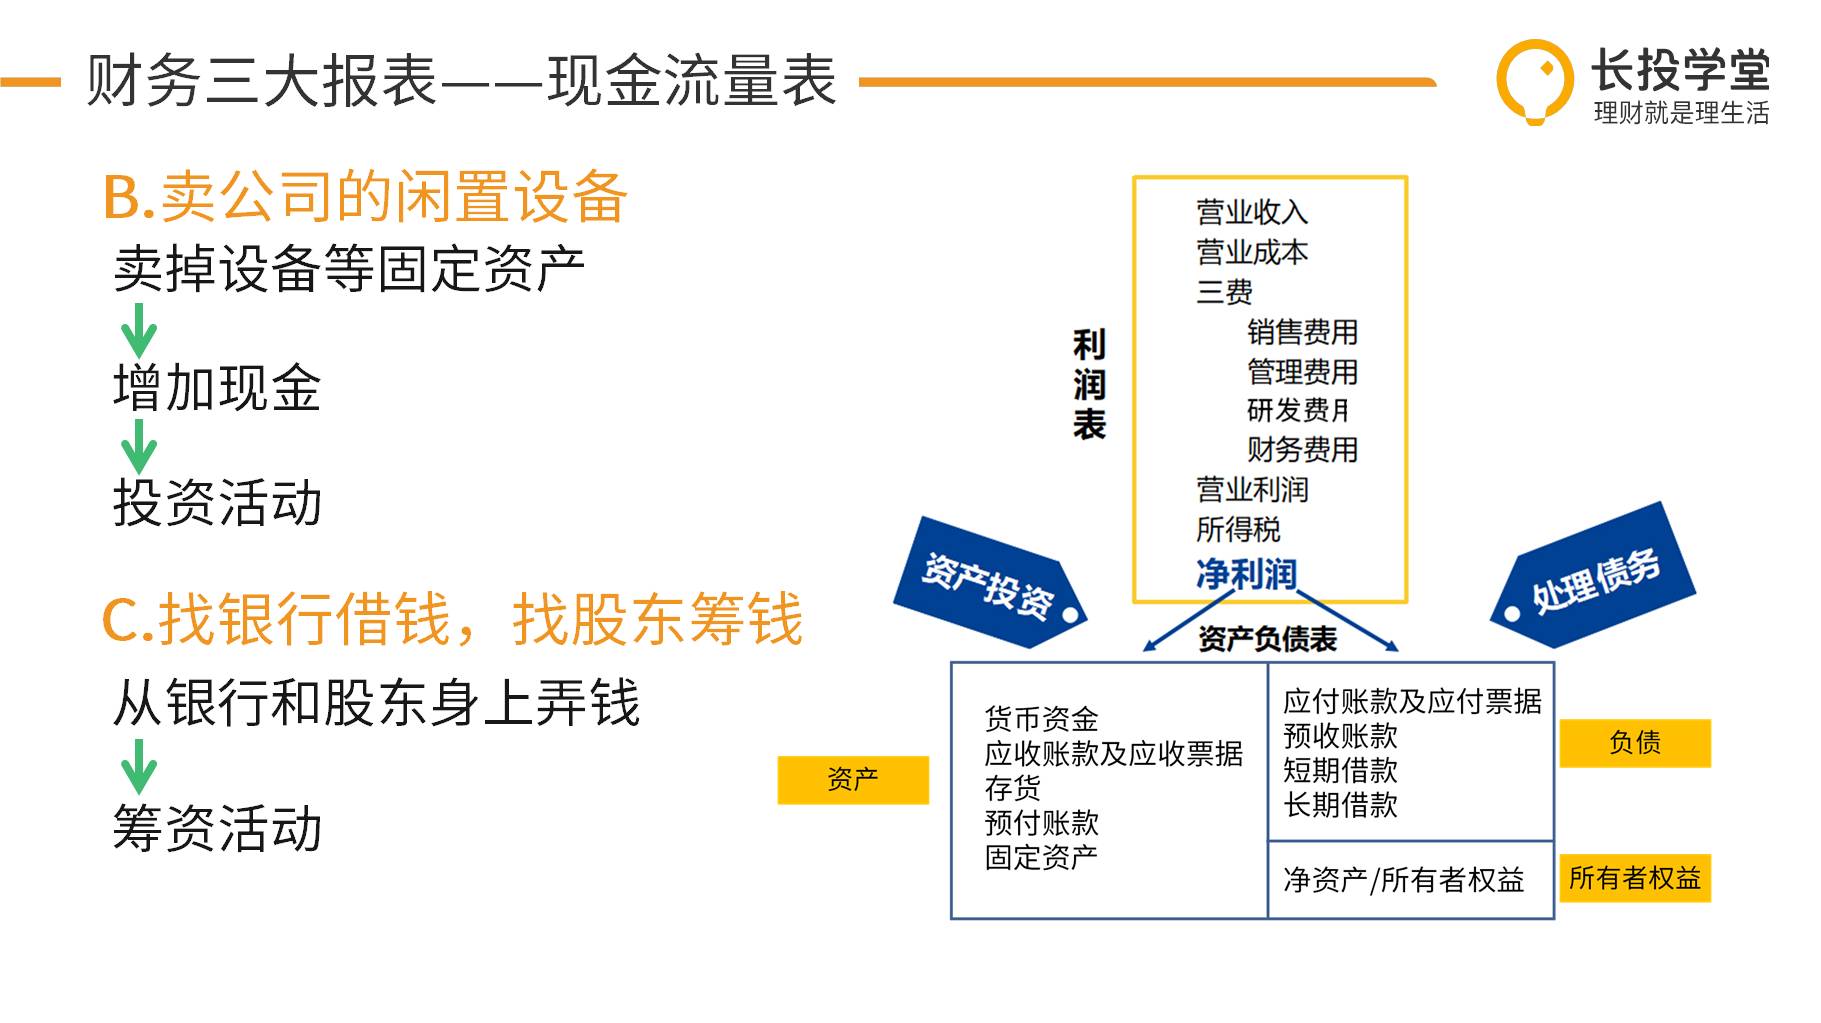 财务三大报表——现金流量表
长投学堂
理财就是理生活
B.卖公司的闲置设备
卖掉设备等固定资产
增加现金
投资活动
C.找银行借钱，找股东筹钱
从银行和股东身上弄钱
筹资活动
利润表
营业收入
营业成本
三费
销售费用
管理费用
研发费用
财务费用
营业利润
所得税
净利润
资产投资
处理债务
资产负债表
资产
货币资金
应收账款及应收票据
存货
预付账款
固定资产
应付账款及应付票据
预收账款
短期借款
长期借款
负债
净资产/所有者权益
所有者权益